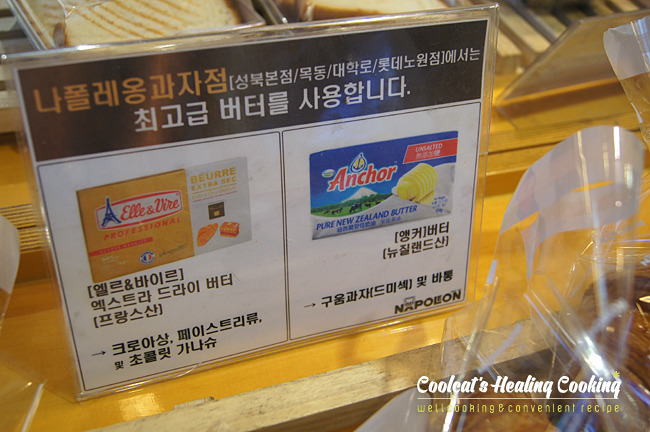 나폴레옹과자점[성북본점/목동/대학로/롯데노원점]에서는
최고급 버터를 사용합니다.
Elle&Vire
PROFESSIONAL
BEURRE
EXTRA SEC
[엘르&바이르]
엑스트라 드라이 버터
[프랑스산]
→ 크로아상, 페이스트리류,
및 초콜릿 가나슈
UNSALTED
Anchor
PURE NEW ZEALAND BUTTER
[앵커]버터
(뉴질랜드산)
→ 구움과자(드미섹) 및 바통
NAPOLEON
Coolcat's Healing Cooking
wellcooking & convenient recipe